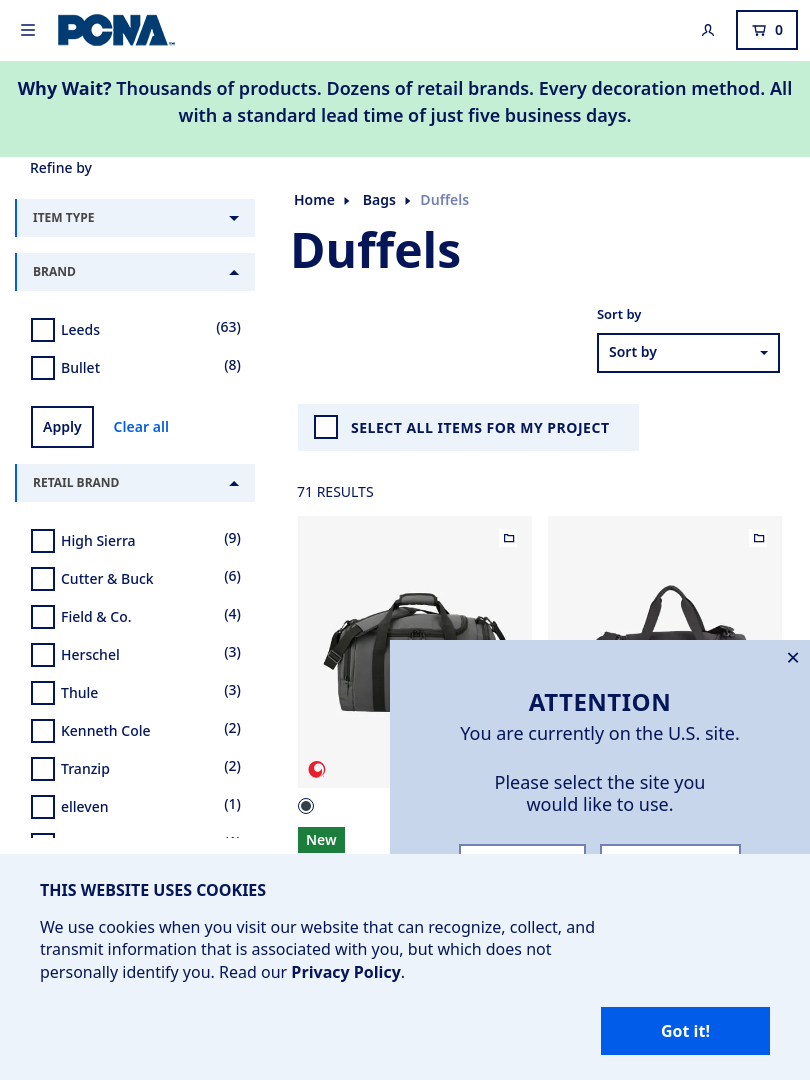 PCNA
0
Why Wait? Thousands of products. Dozens of retail brands. Every decoration method. All
with a standard lead time of just five business days.
Refine by
ITEM TYPE
BRAND
Leeds (63)
Bullet (8)
Apply Clear all
RETAIL BRAND
High Sierra (9)
Cutter & Buck (6)
Field & Co. (4)
Herschel (3)
Thule (3)
Kenneth Cole (2)
Tranzip (2)
elleven (1)
Home Bags Duffels
Duffels
Sort by
Sort by
SELECT ALL ITEMS FOR MY PROJECT
71 RESULTS
New
ATTENTION
You are currently on the U.S. site.
Please select the site you
would like to use.
THIS WEBSITE USES COOKIES
We use cookies when you visit our website that can recognize, collect, and
transmit information that is associated with you, but which does not
personally identify you. Read our Privacy Policy.
Got it!